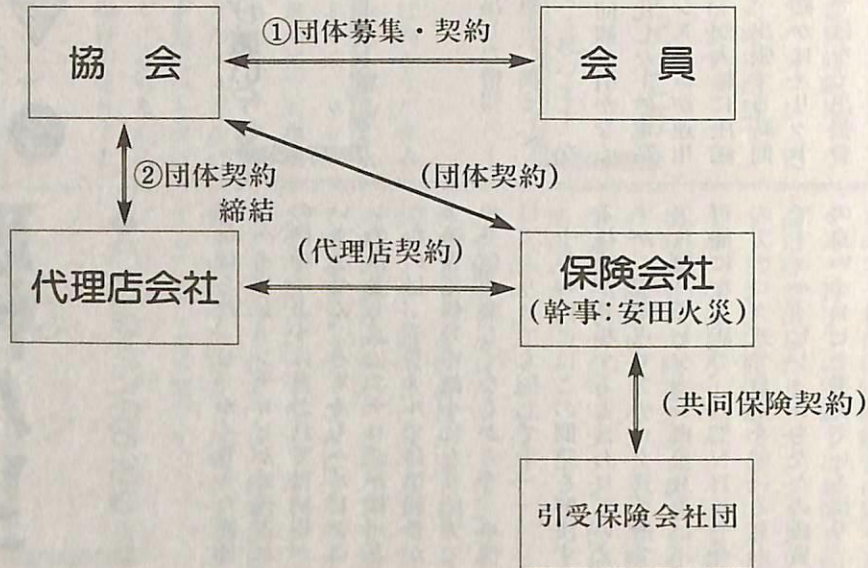 ①団体募集・契約
協 会
会 員
②団体契約
締結
(団体契約)
代理店会社
(代理店契約)
保険会社
(幹事:安田火災)
(共同保険契約)
引受保険会社団